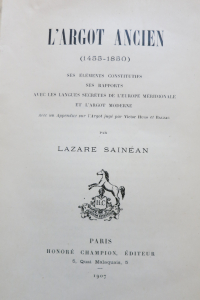 L'ARGOT ANCIEN
(1455-1850)
SES ÉLÉMENTS CONSTITUTIFS
SES RAPPORTS
AVEC LES LANGUES SECRÈTES DE L'EUROPE MÉRIDIONALE
ET L'ARGOT MODERNE
avec un Appendice sur l'Argot jugé par Victor Hugo et Balzac
PAR
LAZARE SAINÉAN
PARIS
HONORÉ CHAMPION, ÉDITEUR
5, Quai Malaquais, 5
1907